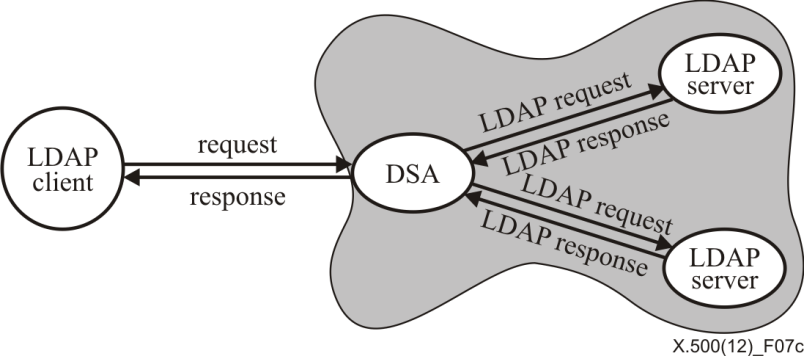 LDAP
client
request
response
DSA
LDAP request
LDAP response
LDAP request
LDAP response
LDAP
server
LDAP
server
X.500(12)_F07c